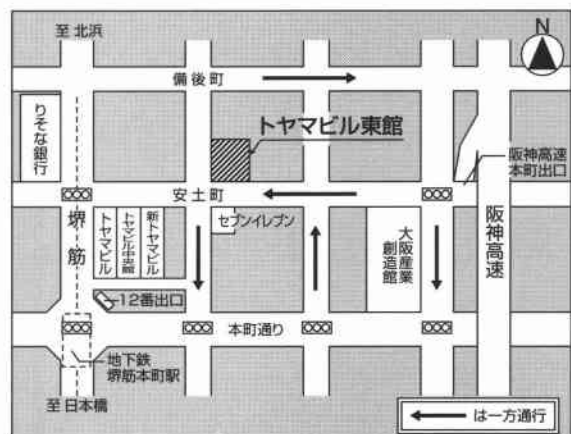 至 北浜
N
備後町
りそな銀行
トヤマビル東館
阪神高速
本町出口
安土町
堺筋
トヤマビル
トヤマビル中央館
新トヤマビル
セブンイレブン
大阪産業
創造館
阪神高速
12番出口
本町通り
地下鉄
堺筋本町駅
至 日本橋
は一方通行